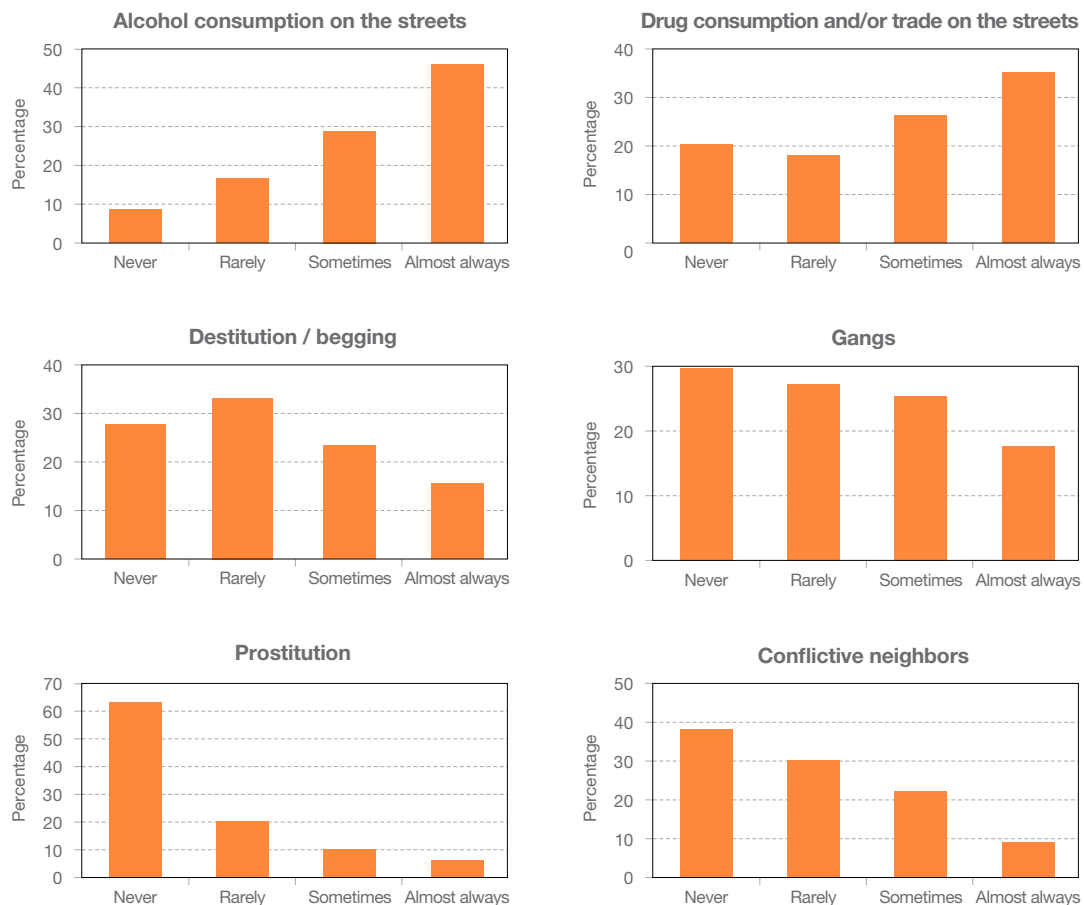 Alcohol consumption on the streets
Percentage
50
40
30
20
10
0
Never Rarely Sometimes Almost always
Drug consumption and/or trade on the streets
Percentage
40
30
20
10
0
Never Rarely Sometimes Almost always
Destitution / begging
Percentage
40
30
20
10
0
Never Rarely Sometimes Almost always
Gangs
Percentage
30
20
10
0
Never Rarely Sometimes Almost always
Prostitution
Percentage
70
60
50
40
30
20
10
0
Never Rarely Sometimes Almost always
Conflictive neighbors
Percentage
50
40
30
20
10
0
Never Rarely Sometimes Almost always